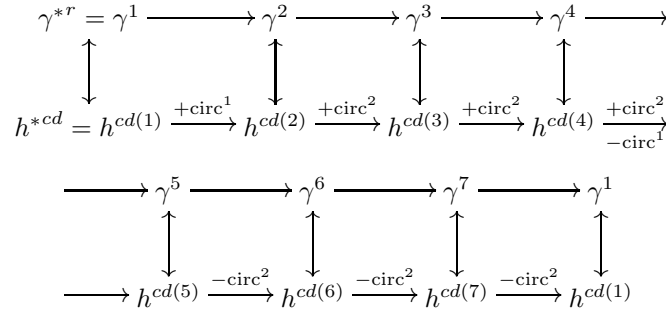 γ^{*r} = γ^1 ⟶ γ^2 ⟶ γ^3 ⟶ γ^4 ⟶
+circ^1 +circ^2 +circ^2 +circ^2
h^{*cd} = h^{cd(1)} ⟶ h^{cd(2)} ⟶ h^{cd(3)} ⟶ h^{cd(4)} ⟶
−circ^1
⟶ γ^5 ⟶ γ^6 ⟶ γ^7 ⟶ γ^1
−circ^2 −circ^2 −circ^2
⟶ h^{cd(5)} ⟶ h^{cd(6)} ⟶ h^{cd(7)} ⟶ h^{cd(1)}